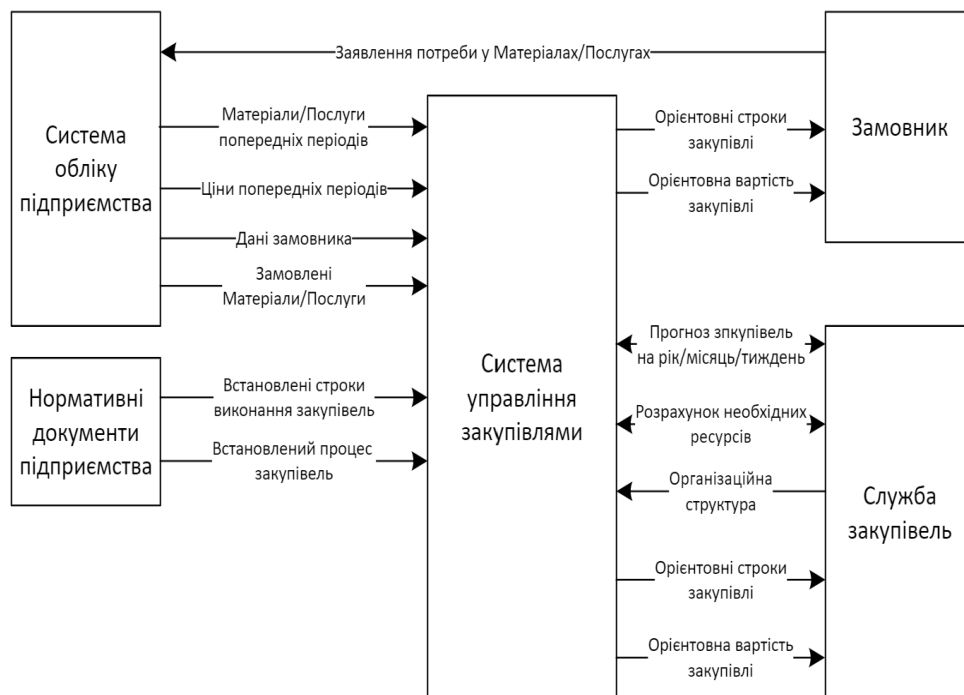 Заявлення потреби у Матеріалах/Послугах
Система
обліку
підприємства
Матеріали/Послуги
попередніх періодів
Ціни попередніх періодів
Дані замовника
Замовлені
Матеріали/Послуги
Нормативні
документи
підприємства
Встановлені строки
виконання закупівель
Встановлений процес
закупівель
Система
управління
закупівлями
Орієнтовні строки
закупівлі
Орієнтовна вартість
закупівлі
Замовник
Прогноз зпкупівель
на рік/місяць/тиждень
Розрахунок необхідних
ресурсів
Організаційна
структура
Орієнтовні строки
закупівлі
Орієнтовна вартість
закупівлі
Служба
закупівель